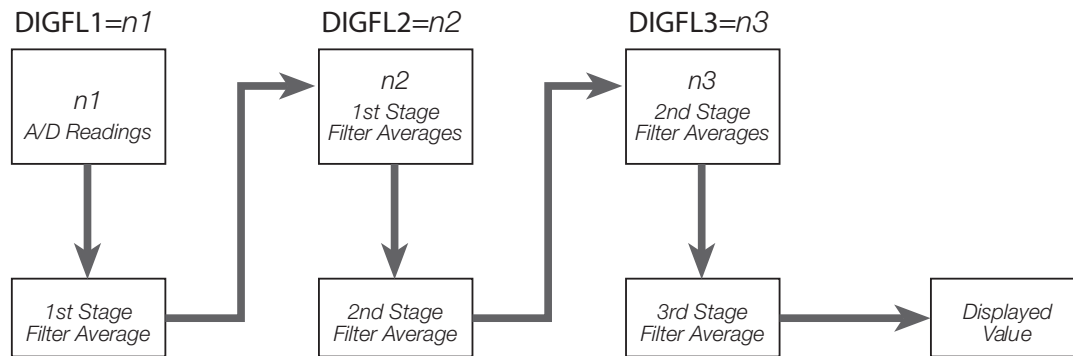 DIGFL1=n1
DIGFL2=n2
DIGFL3=n3
n1
A/D Readings
n2
1st Stage
Filter Averages
n3
2nd Stage
Filter Averages
1st Stage
Filter Average
2nd Stage
Filter Average
3rd Stage
Filter Average
Displayed
Value